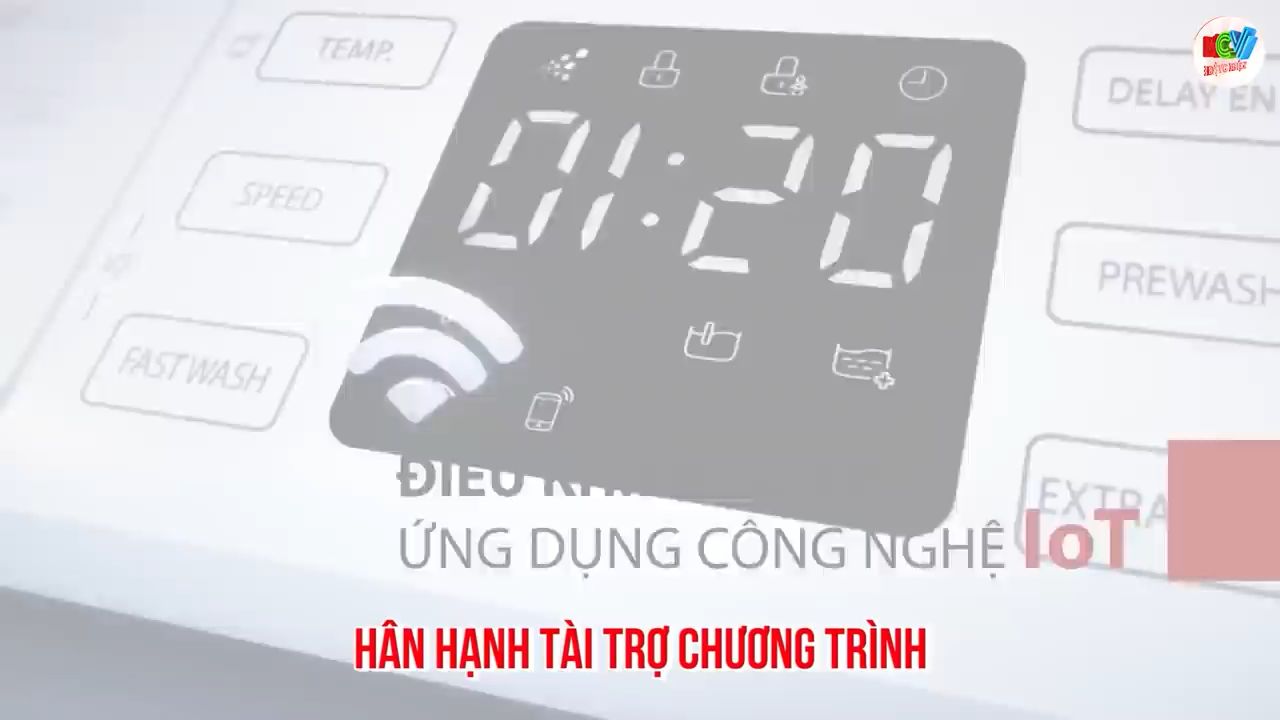 TEMP.
DELAY EN
01:20
SPEED
PREWASH
FAST WASH
EXTRA
ỨNG DỤNG CÔNG NGHỆ IoT
HÂN HẠNH TÀI TRỢ CHƯƠNG TRÌNH